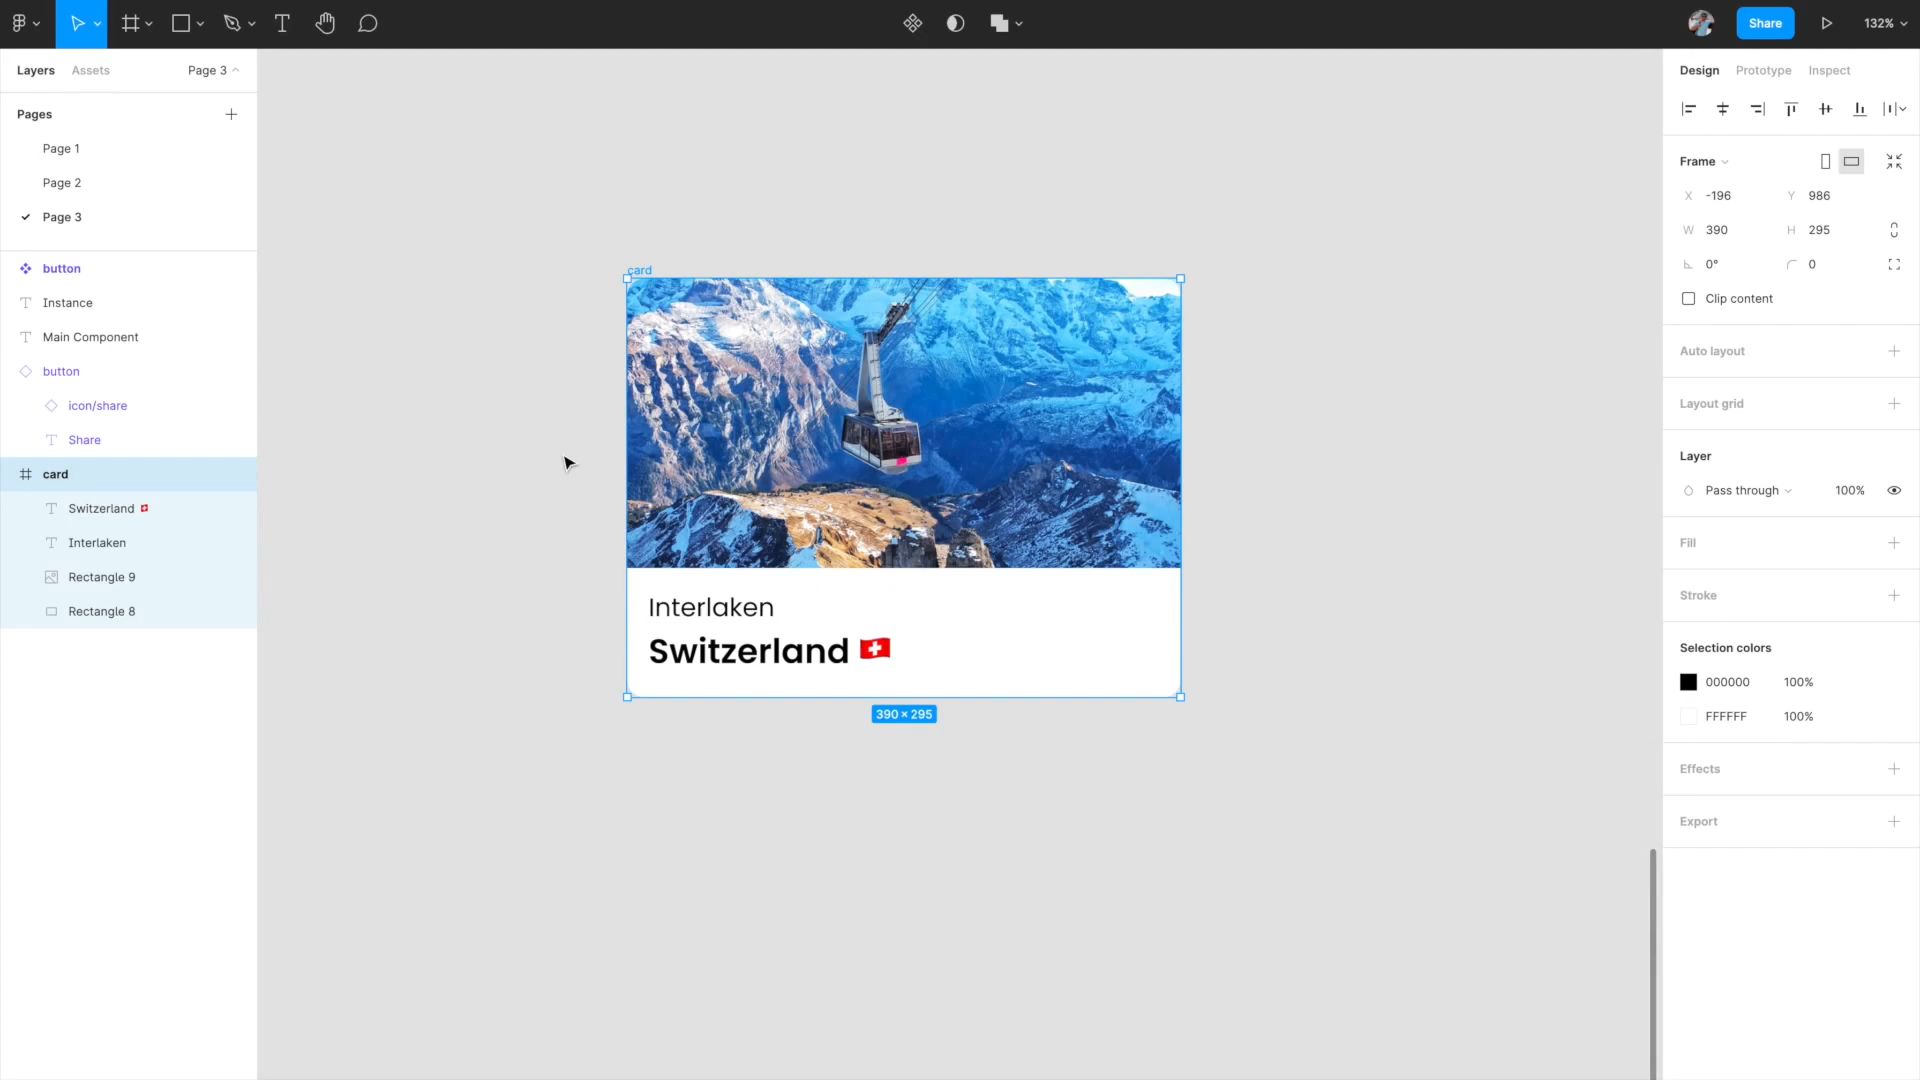 Share
132%
Layers
Assets
Page 3
Design
Prototype
Inspect
Pages
Page 1
Page 2
Page 3
button
Instance
Main Component
button
icon/share
Share
card
Switzerland 🇨🇭
Interlaken
Rectangle 9
Rectangle 8
card
Interlaken
Switzerland 🇨🇭
390 × 295
Frame
X -196
Y 986
W 390
H 295
0°
0
Clip content
Auto layout
Layout grid
Layer
Pass through
100%
Fill
Stroke
Selection colors
000000 100%
FFFFFF 100%
Effects
Export